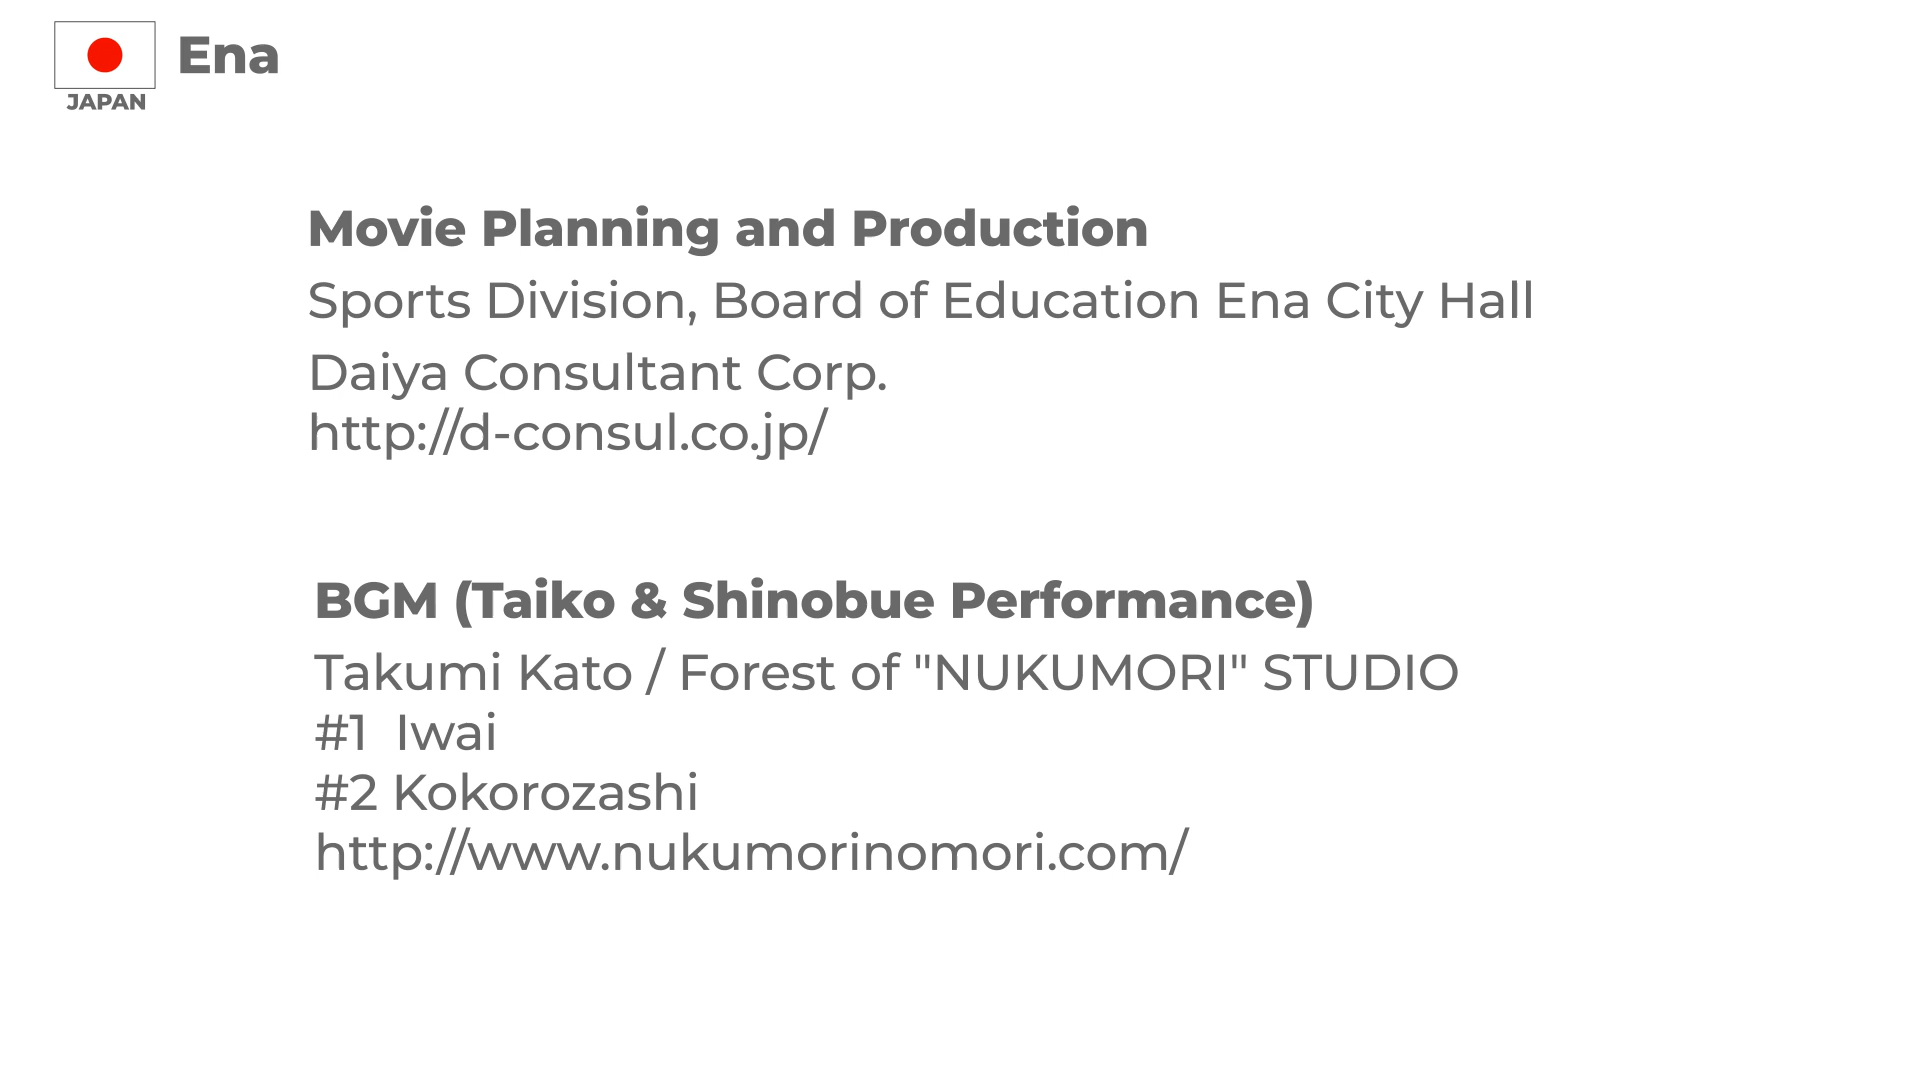 Ena
JAPAN
Movie Planning and Production
Sports Division, Board of Education Ena City Hall
Daiya Consultant Corp.
http://d-consul.co.jp/
BGM (Taiko & Shinobue Performance)
Takumi Kato / Forest of "NUKUMORI" STUDIO
#1  Iwai
#2 Kokorozashi
http://www.nukumorinomori.com/